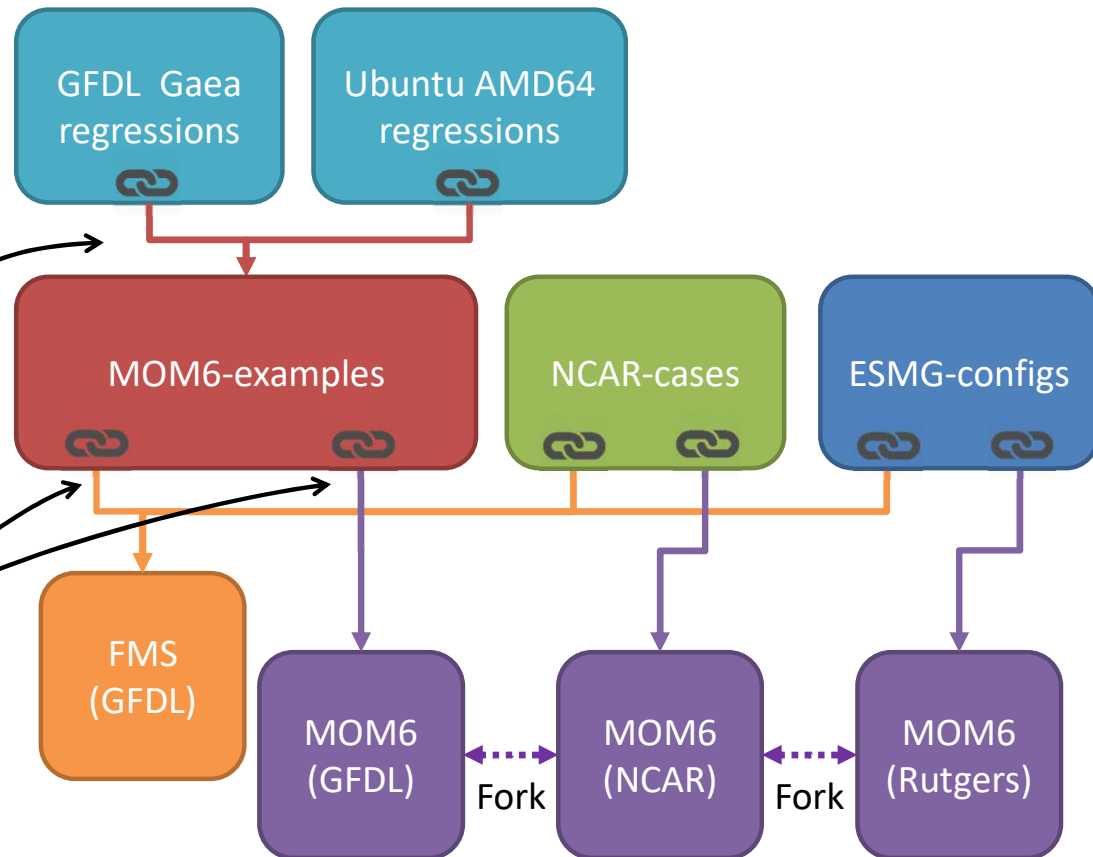 GFDL  Gaea
regressions
Ubuntu AMD64
regressions
MOM6-examples
NCAR-cases
ESMG-configs
FMS
(GFDL)
MOM6
(GFDL)
Fork
MOM6
(NCAR)
Fork
MOM6
(Rutgers)